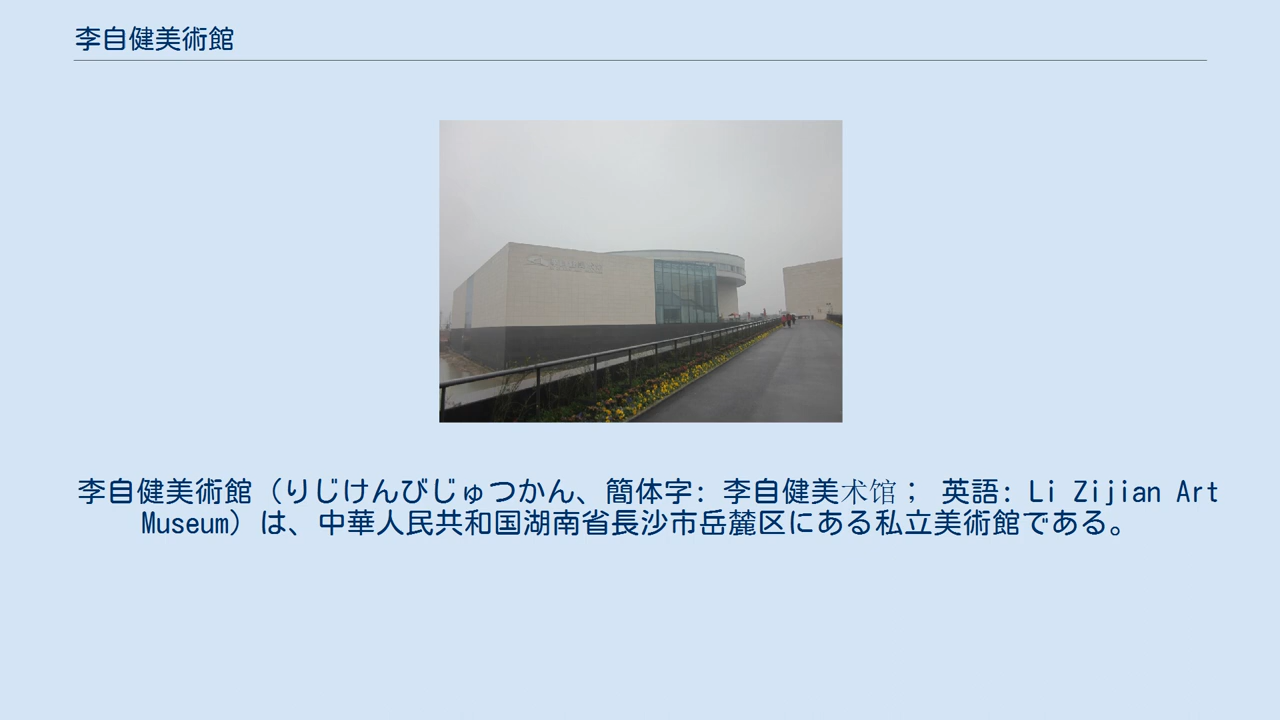 李自健美術館
李自健美術館（りじけんびじゅつかん、簡体字: 李自健美术馆； 英語: Li Zijian Art
Museum）は、中華人民共和国湖南省長沙市岳麓区にある私立美術館である。